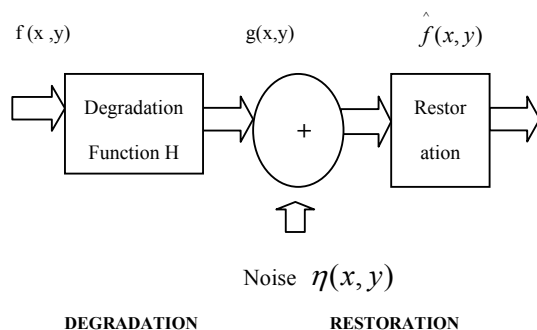 f (x ,y) g(x,y) f̂(x, y)
Degradation
Function H
+
Restor
ation
Noise η(x, y)
DEGRADATION RESTORATION